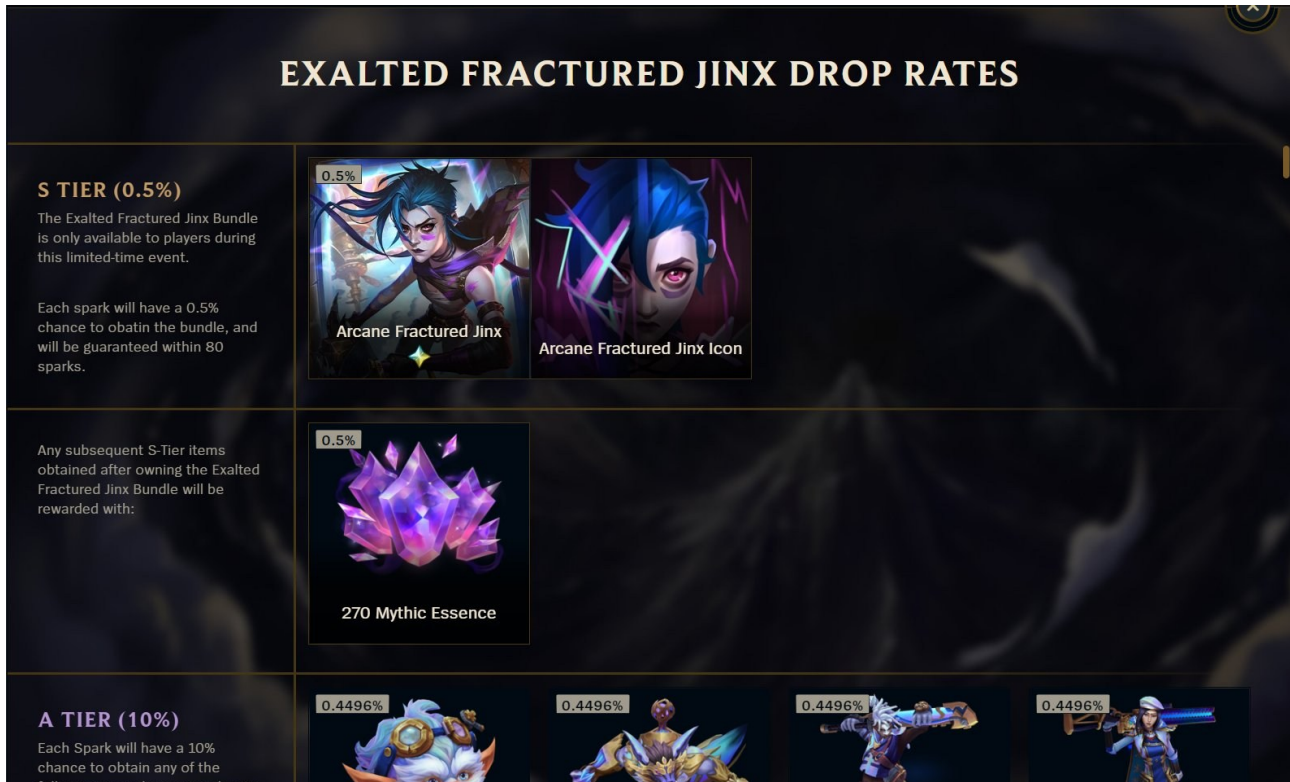 EXALTED FRACTURED JINX DROP RATES
S TIER (0.5%)
The Exalted Fractured Jinx Bundle
is only available to players during
this limited-time event.
Each spark will have a 0.5%
chance to obatin the bundle, and
will be guaranteed within 80
sparks.
0.5%
Arcane Fractured Jinx
Arcane Fractured Jinx Icon
Any subsequent S-Tier items
obtained after owning the Exalted
Fractured Jinx Bundle will be
rewarded with:
0.5%
270 Mythic Essence
A TIER (10%)
Each Spark will have a 10%
chance to obtain any of the
0.4496%
0.4496%
0.4496%
0.4496%